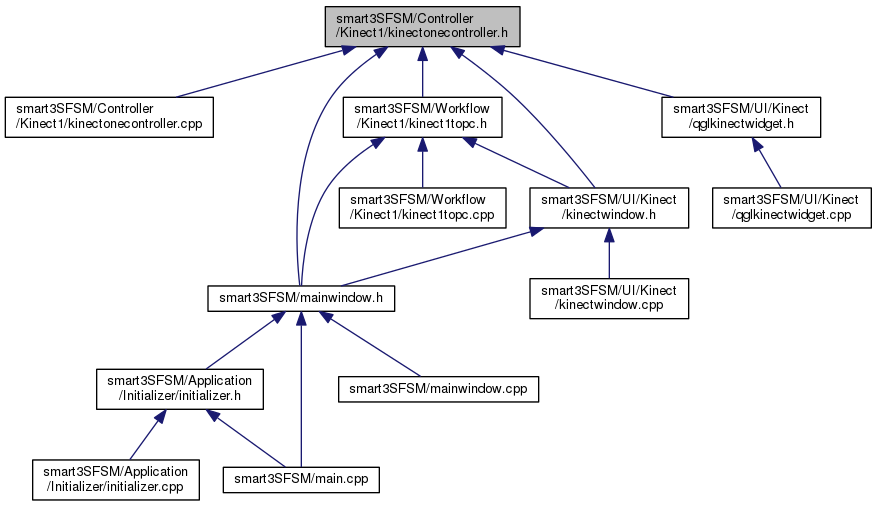 smart3SFSM/Controller
/Kinect1/kinectonecontroller.h
smart3SFSM/Controller
/Kinect1/kinectonecontroller.cpp
smart3SFSM/Workflow
/Kinect1/kinect1topc.h
smart3SFSM/UI/Kinect
/qglkinectwidget.h
smart3SFSM/Workflow
/Kinect1/kinect1topc.cpp
smart3SFSM/UI/Kinect
/kinectwindow.h
smart3SFSM/UI/Kinect
/qglkinectwidget.cpp
smart3SFSM/mainwindow.h
smart3SFSM/UI/Kinect
/kinectwindow.cpp
smart3SFSM/Application
/Initializer/initializer.h
smart3SFSM/mainwindow.cpp
smart3SFSM/Application
/Initializer/initializer.cpp
smart3SFSM/main.cpp